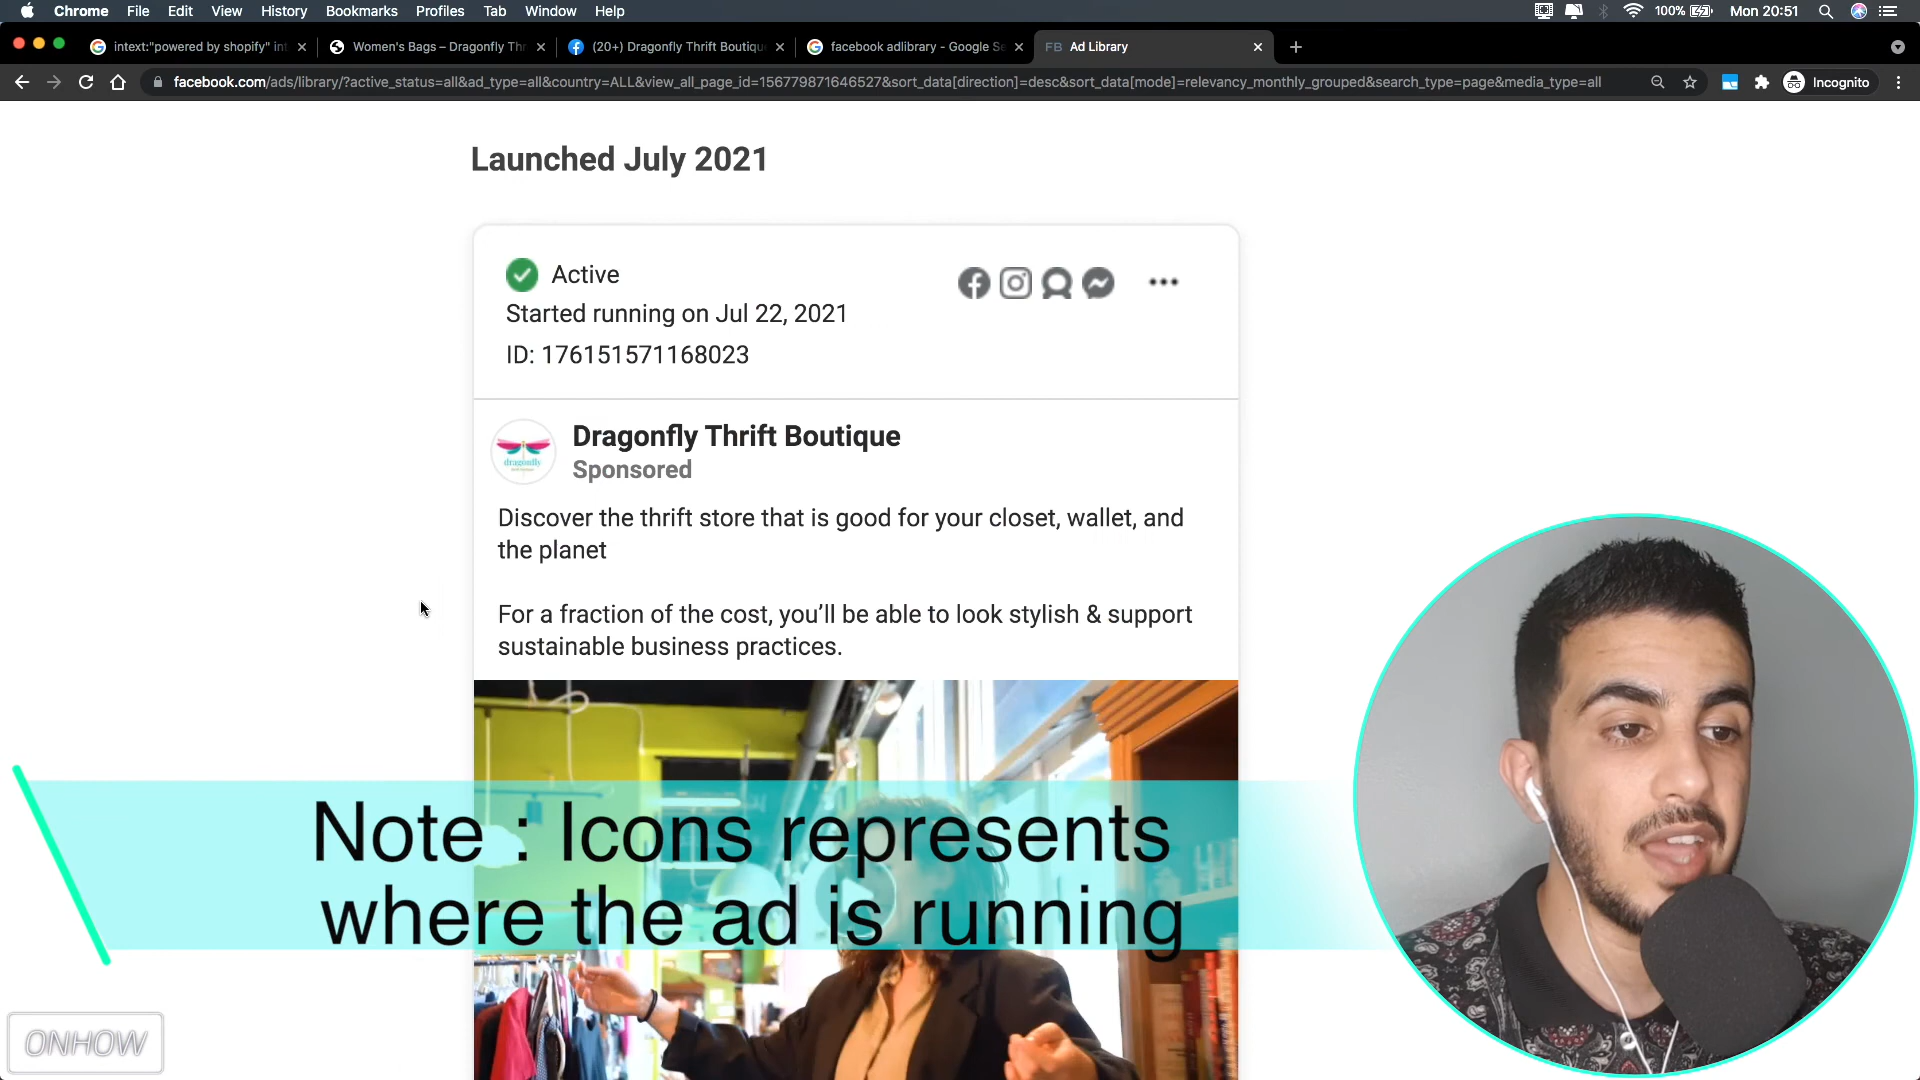 Chrome File Edit View History Bookmarks Profiles Tab Window Help 100% Mon 20:51
intext:"powered by shopify" int
Women's Bags – Dragonfly Thr
(20+) Dragonfly Thrift Boutique
facebook adlibrary - Google Se
FB Ad Library
facebook.com/ads/library/?active_status=all&ad_type=all&country=ALL&view_all_page_id=156779871646527&sort_data[direction]=desc&sort_data[mode]=relevancy_monthly_grouped&search_type=page&media_type=all
Incognito
Launched July 2021
Active
Started running on Jul 22, 2021
ID: 176151571168023
dragonfly
Dragonfly Thrift Boutique
Sponsored
Discover the thrift store that is good for your closet, wallet, and
the planet
For a fraction of the cost, you’ll be able to look stylish & support
sustainable business practices.
Note : Icons represents
where the ad is running
ONHOW